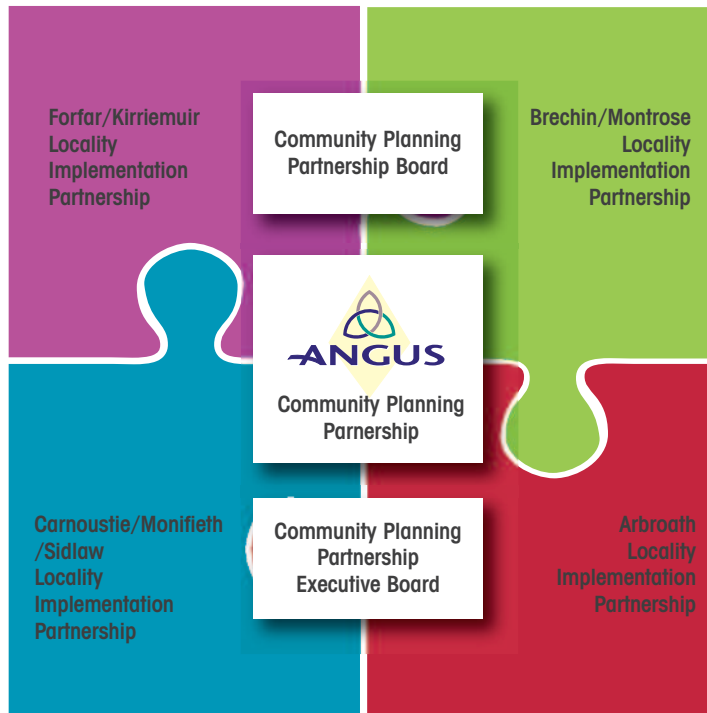 Forfar/Kirriemuir
Locality
Implementation
Partnership
Community Planning
Partnership Board
Brechin/Montrose
Locality
Implementation
Partnership
ANGUS
Community Planning
Parnership
Carnoustie/Monifieth
/Sidlaw
Locality
Implementation
Partnership
Community Planning
Partnership
Executive Board
Arbroath
Locality
Implementation
Partnership